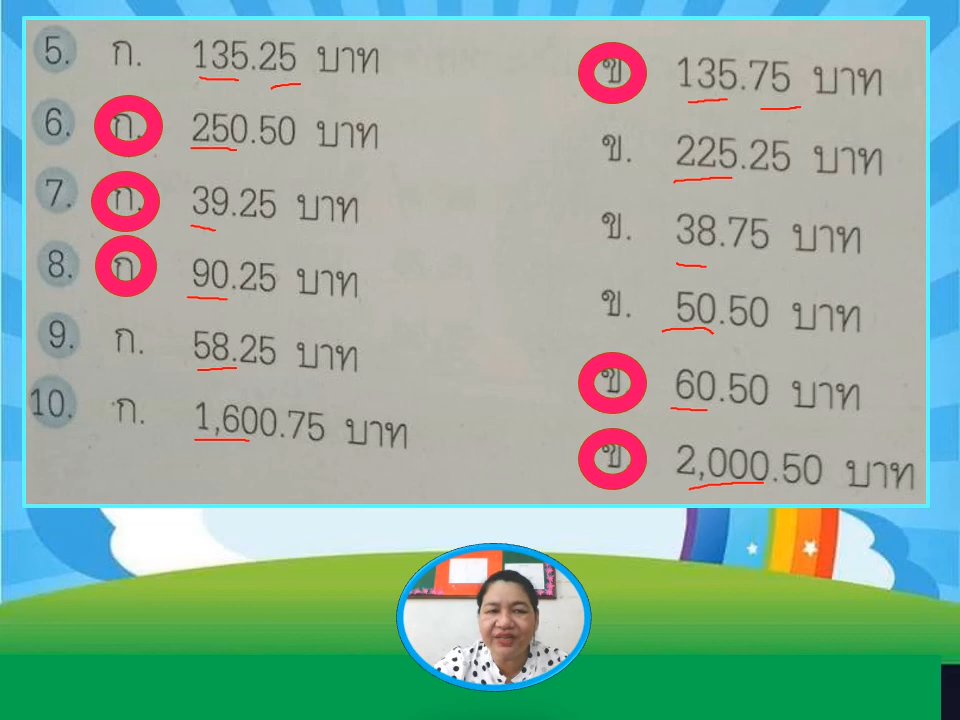 5. ก. 135.25 บาท ข 135.75 บาท
6. ก. 250.50 บาท ข. 225.25 บาท
7. ก. 39.25 บาท ข. 38.75 บาท
8. ก 90.25 บาท ข. 50.50 บาท
9. ก. 58.25 บาท ข 60.50 บาท
10. ก. 1,600.75 บาท ข 2,000.50 บาท